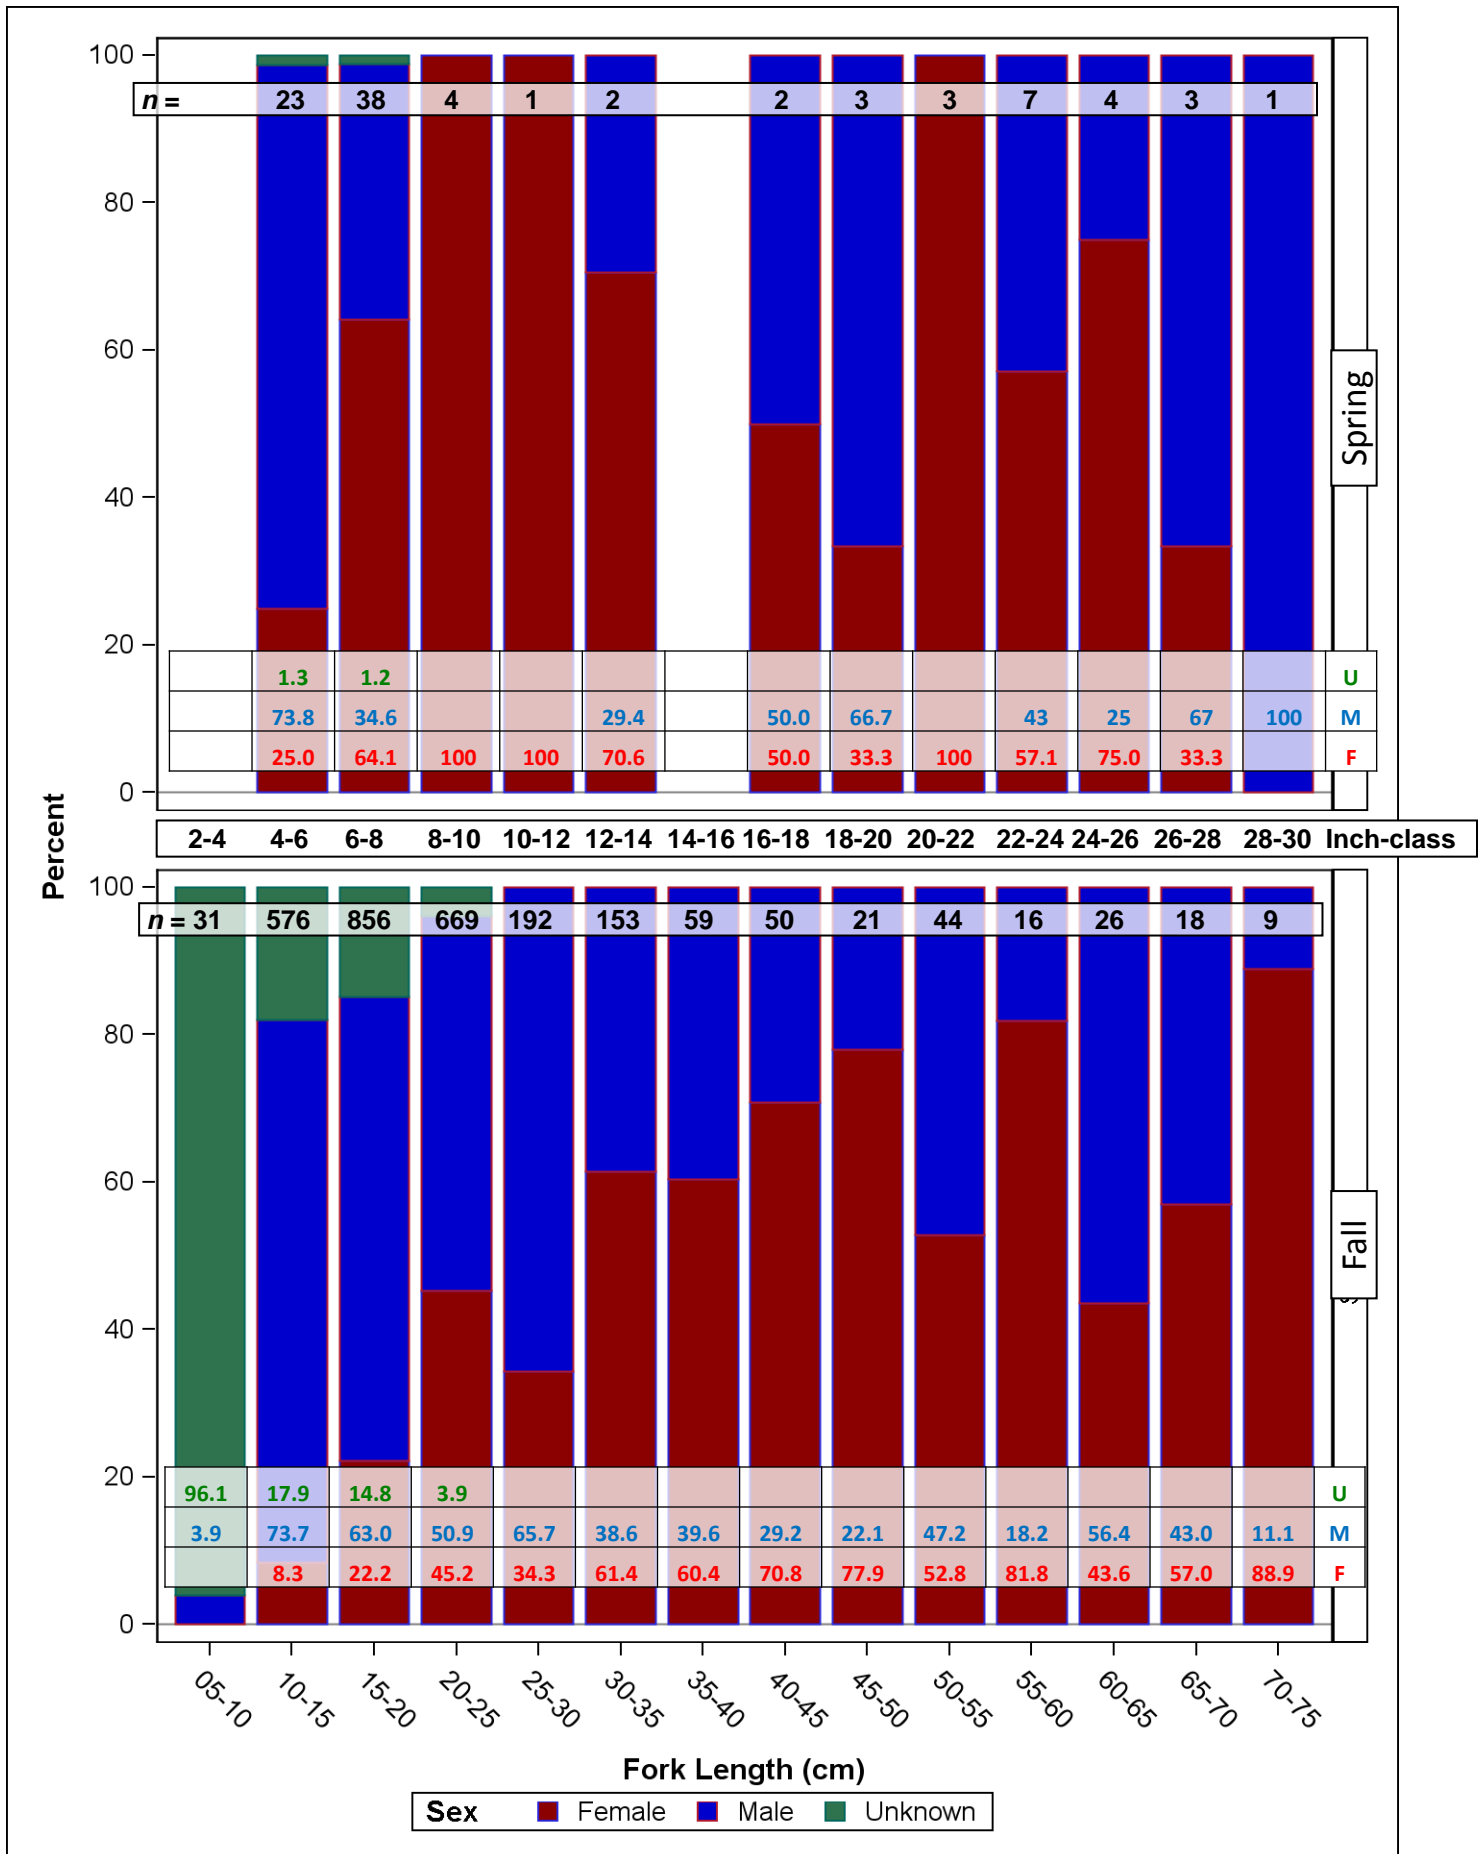 100
n = 23 38 4 1 2 2 3 3 7 4 3 1
80
60
Spring
40
20
1.3 1.2 U
73.8 34.6 29.4 50.0 66.7 43 25 67 100 M
25.0 64.1 100 100 70.6 50.0 33.3 100 57.1 75.0 33.3 F
0
Percent
2-4 4-6 6-8 8-10 10-12 12-14 14-16 16-18 18-20 20-22 22-24 24-26 26-28 28-30 Inch-class
100
n = 31 576 856 669 192 153 59 50 21 44 16 26 18 9
80
60
Fall
40
20
96.1 17.9 14.8 3.9 U
3.9 73.7 63.0 50.9 65.7 38.6 39.6 29.2 22.1 47.2 18.2 56.4 43.0 11.1 M
8.3 22.2 45.2 34.3 61.4 60.4 70.8 77.9 52.8 81.8 43.6 57.0 88.9 F
0
05-10 10-15 15-20 20-25 25-30 30-35 35-40 40-45 45-50 50-55 55-60 60-65 65-70 70-75
Fork Length (cm)
Sex Female Male Unknown